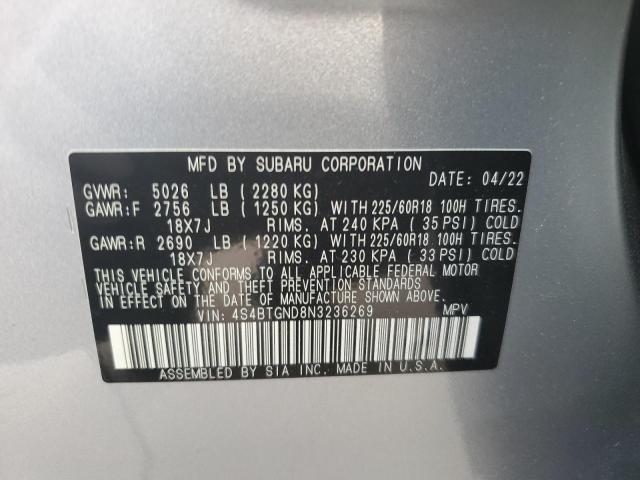 MFD BY SUBARU CORPORATION
DATE: 04/22
GVWR: 5026 LB (2280 KG)
GAWR:F 2756 LB (1250 KG) WITH 225/60R18 100H TIRES.
18X7J RIMS. AT 240 KPA (35 PSI) COLD
GAWR:R 2690 LB (1220 KG) WITH 225/60R18 100H TIRES.
18X7J RIMS. AT 230 KPA (33 PSI) COLD
THIS VEHICLE CONFORMS TO ALL APPLICABLE FEDERAL MOTOR
VEHICLE SAFETY AND THEFT PREVENTION STANDARDS
IN EFFECT ON THE DATE OF MANUFACTURE SHOWN ABOVE.
VIN: 4S4BTGND8N3236269 MPV
ASSEMBLED BY SIA INC. MADE IN U.S.A.